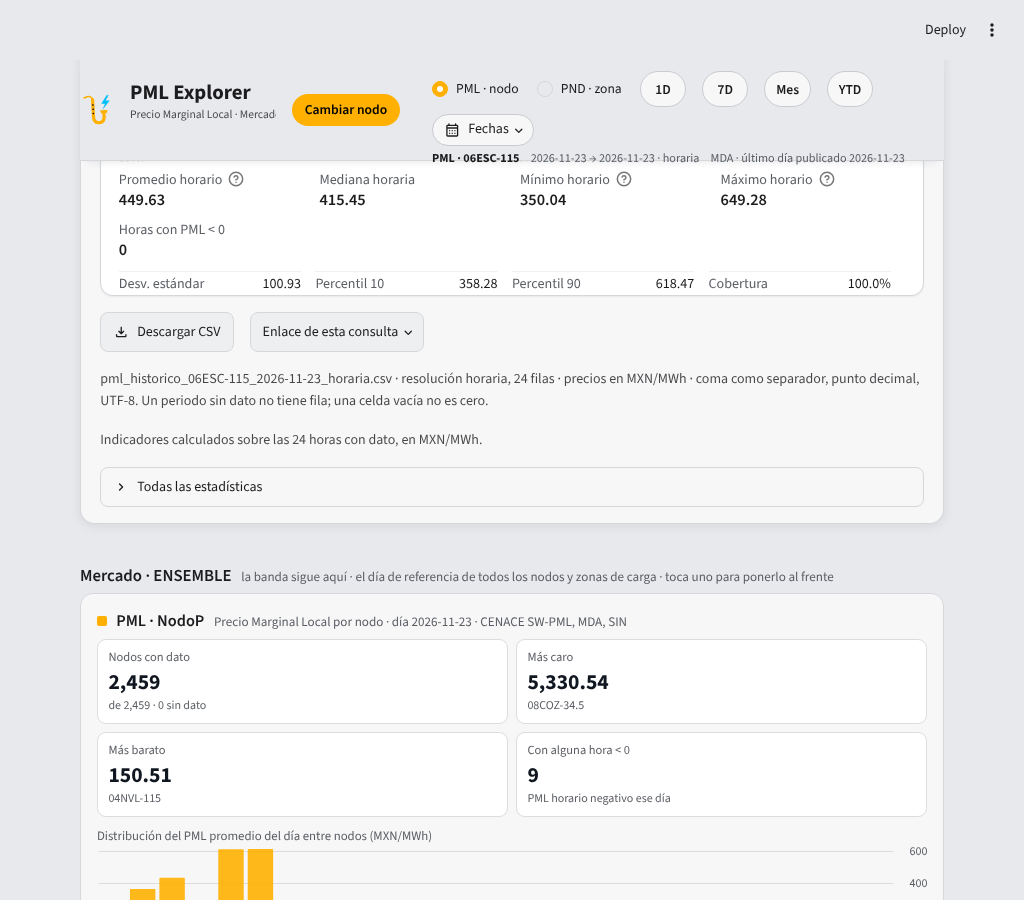 Deploy
PML Explorer
Precio Marginal Local · Mercad
Cambiar nodo
PML · nodo
PND · zona
1D
7D
Mes
YTD
Fechas
PML · 06ESC-115 2026-11-23 → 2026-11-23 · horaria MDA · último día publicado 2026-11-23
Promedio horario
449.63
Mediana horaria
415.45
Mínimo horario
350.04
Máximo horario
649.28
Horas con PML < 0
0
Desv. estándar 100.93
Percentil 10 358.28
Percentil 90 618.47
Cobertura 100.0%
Descargar CSV
Enlace de esta consulta
pml_historico_06ESC-115_2026-11-23_horaria.csv · resolución horaria, 24 filas · precios en MXN/MWh · coma como separador, punto decimal,
UTF-8. Un periodo sin dato no tiene fila; una celda vacía no es cero.
Indicadores calculados sobre las 24 horas con dato, en MXN/MWh.
Todas las estadísticas
Mercado · ENSEMBLE la banda sigue aquí · el día de referencia de todos los nodos y zonas de carga · toca uno para ponerlo al frente
PML · NodoP Precio Marginal Local por nodo · día 2026-11-23 · CENACE SW-PML, MDA, SIN
Nodos con dato
2,459
de 2,459 · 0 sin dato
Más caro
5,330.54
08COZ-34.5
Más barato
150.51
04NVL-115
Con alguna hora < 0
9
PML horario negativo ese día
Distribución del PML promedio del día entre nodos (MXN/MWh)
600
400